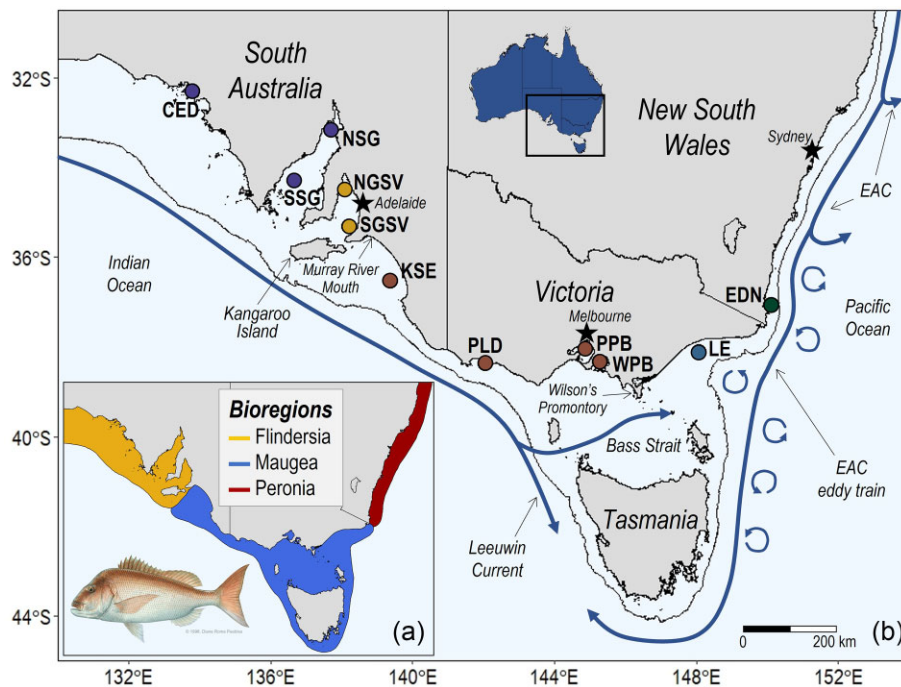 32°S
36°S
40°S
44°S
132°E
136°E
140°E
144°E
148°E
152°E
South
Australia
CED
NSG
SSG
NGSV
Adelaide
SGSV
Murray River
Mouth
KSE
Kangaroo
Island
Indian
Ocean
New South
Wales
Sydney
EAC
Victoria
Melbourne
EDN
PLD
PPB
WPB
LE
Pacific
Ocean
Wilson's
Promontory
Bass Strait
EAC
eddy train
Tasmania
Leeuwin
Current
Bioregions
Flindersia
Maugea
Peronia
(a)
(b)
0
200 km